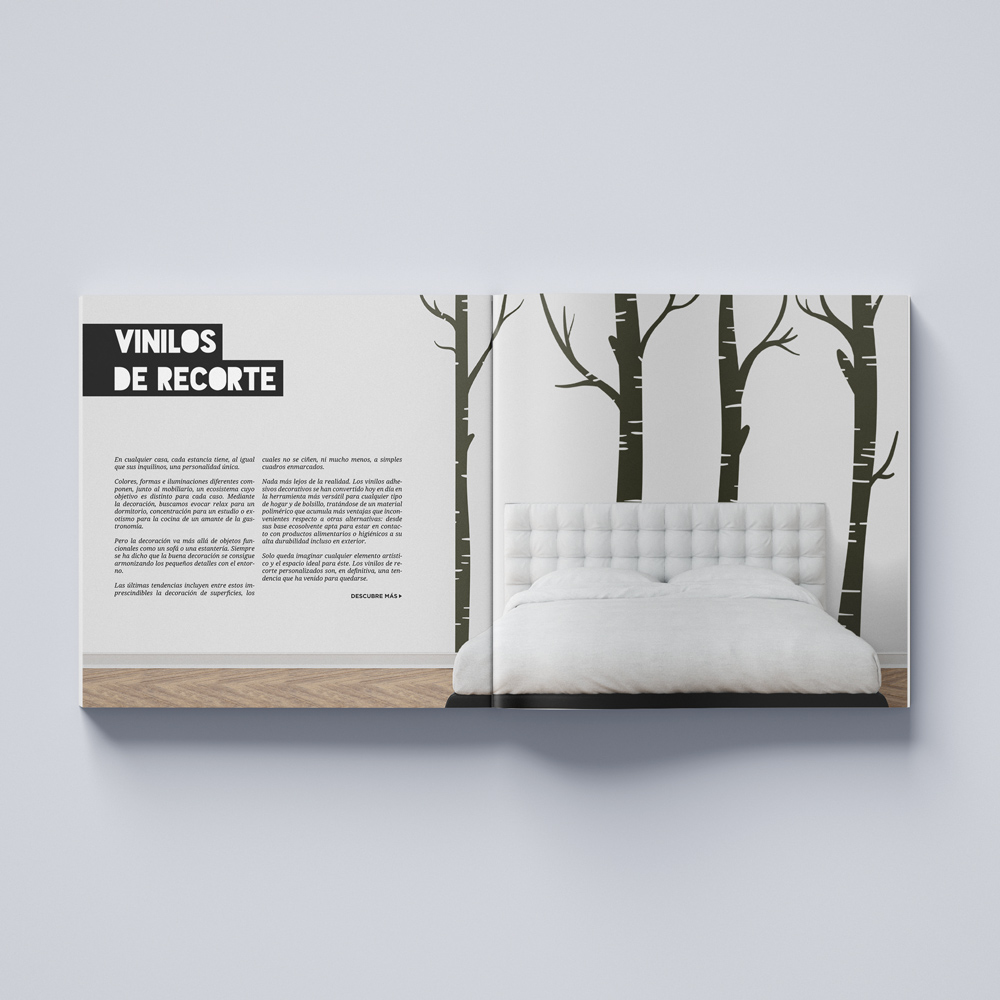 VINILOS
DE RECORTE
En cualquier casa, cada estancia tiene, al igual
que sus inquilinos, una personalidad única.
Colores, formas e iluminaciones diferentes com-
ponen, junto al mobiliario, un ecosistema cuyo
objetivo es distinto para cada caso. Mediante
la decoración, buscamos evocar relax para un
dormitorio, concentración para un estudio o ex-
otismo para la cocina de un amante de la gas-
tronomía.
Pero la decoración va más allá de objetos fun-
cionales como un sofá o una estantería. Siempre
se ha dicho que la buena decoración se consigue
armonizando los pequeños detalles con el entor-
no.
Las últimas tendencias incluyen entre estos im-
prescindibles la decoración de superficies, los
cuales no se ciñen, ni mucho menos, a simples
cuadros enmarcados.
Nada más lejos de la realidad. Los vinilos adhe-
sivos decorativos se han convertido hoy en día en
la herramienta más versátil para cualquier tipo
de hogar y de bolsillo, tratándose de un material
polimérico que acumula más ventajas que incon-
venientes respecto a otras alternativas: desde
sus base ecosolvente apta para estar en contac-
to con productos alimentarios o higiénicos a su
alta durabilidad incluso en exterior.
Solo queda imaginar cualquier elemento artísti-
co y el espacio ideal para éste. Los vinilos de re-
corte personalizados son, en definitiva, una ten-
dencia que ha venido para quedarse.
DESCUBRE MÁS